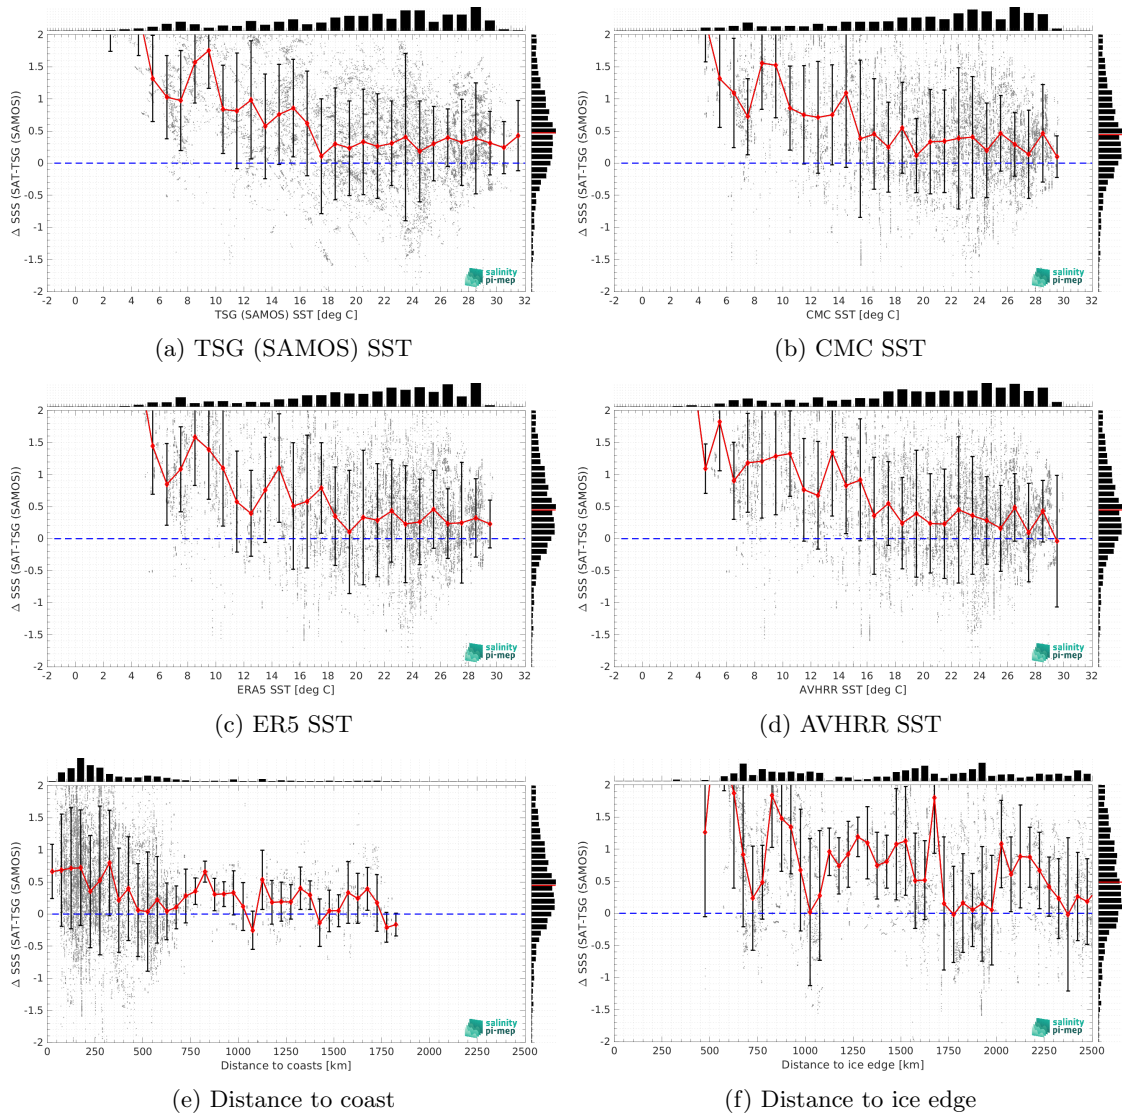 2
1.5
1
0.5
0
-0.5
-1
-1.5
-2
Δ SSS (SAT-TSG (SAMOS))
-2 0 2 4 6 8 10 12 14 16 18 20 22 24 26 28 30 32
TSG (SAMOS) SST [deg C]
salinity
pi-mep
(a) TSG (SAMOS) SST
2
1.5
1
0.5
0
-0.5
-1
-1.5
-2
Δ SSS (SAT-TSG (SAMOS))
-2 0 2 4 6 8 10 12 14 16 18 20 22 24 26 28 30 32
CMC SST [deg C]
salinity
pi-mep
(b) CMC SST
2
1.5
1
0.5
0
-0.5
-1
-1.5
-2
Δ SSS (SAT-TSG (SAMOS))
-2 0 2 4 6 8 10 12 14 16 18 20 22 24 26 28 30 32
ERA5 SST [deg C]
salinity
pi-mep
(c) ER5 SST
2
1.5
1
0.5
0
-0.5
-1
-1.5
-2
Δ SSS (SAT-TSG (SAMOS))
-2 0 2 4 6 8 10 12 14 16 18 20 22 24 26 28 30 32
AVHRR SST [deg C]
salinity
pi-mep
(d) AVHRR SST
2
1.5
1
0.5
0
-0.5
-1
-1.5
-2
Δ SSS (SAT-TSG (SAMOS))
0 250 500 750 1000 1250 1500 1750 2000 2250 2500
Distance to coasts [km]
salinity
pi-mep
(e) Distance to coast
2
1.5
1
0.5
0
-0.5
-1
-1.5
-2
Δ SSS (SAT-TSG (SAMOS))
0 250 500 750 1000 1250 1500 1750 2000 2250 2500
Distance to ice edge [km]
salinity
pi-mep
(f) Distance to ice edge